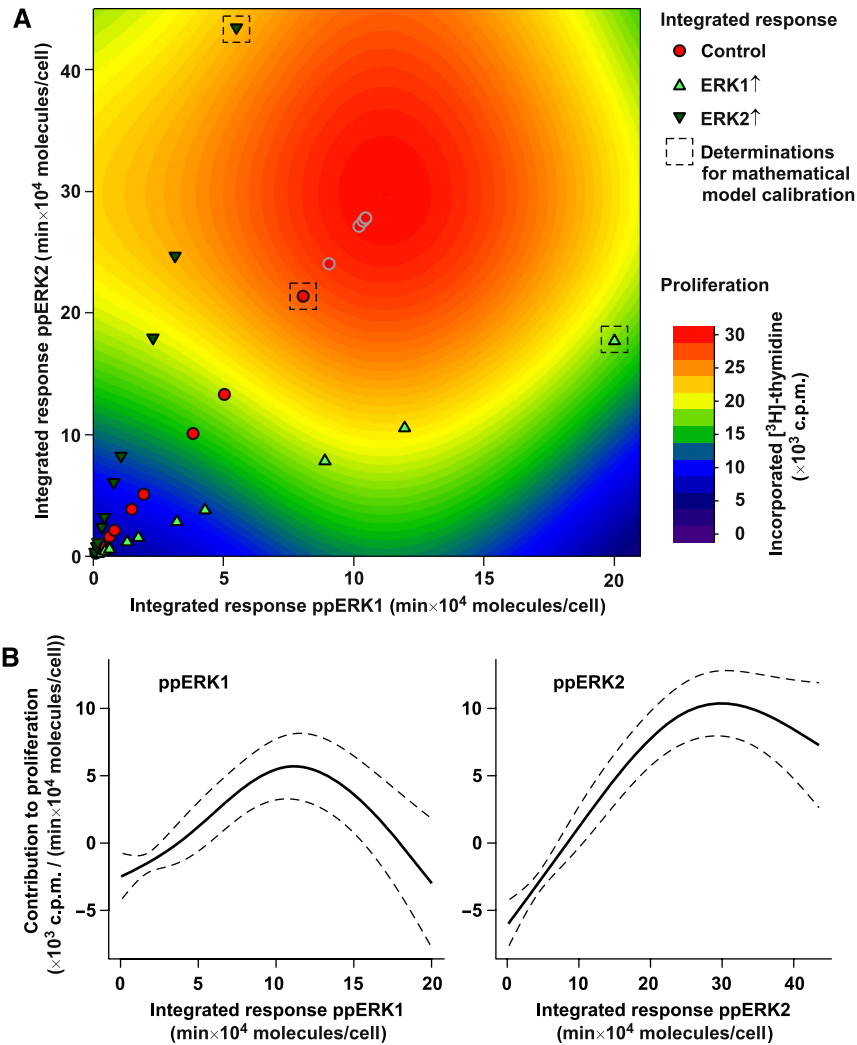 A
Integrated response ppERK2 (min×10⁴ molecules/cell)
40
30
20
10
0
0
5
10
15
20
Integrated response ppERK1 (min×10⁴ molecules/cell)
Integrated response
Control
ERK1↑
ERK2↑
Determinations
for mathematical
model calibration
Proliferation
30
25
20
15
10
5
0
Incorporated [³H]-thymidine
(×10³ c.p.m.)
B
Contribution to proliferation
(×10³ c.p.m. / (min×10⁴ molecules/cell))
ppERK1
10
5
0
−5
0
5
10
15
20
Integrated response ppERK1
(min×10⁴ molecules/cell)
ppERK2
10
5
0
−5
0
10
20
30
40
Integrated response ppERK2
(min×10⁴ molecules/cell)